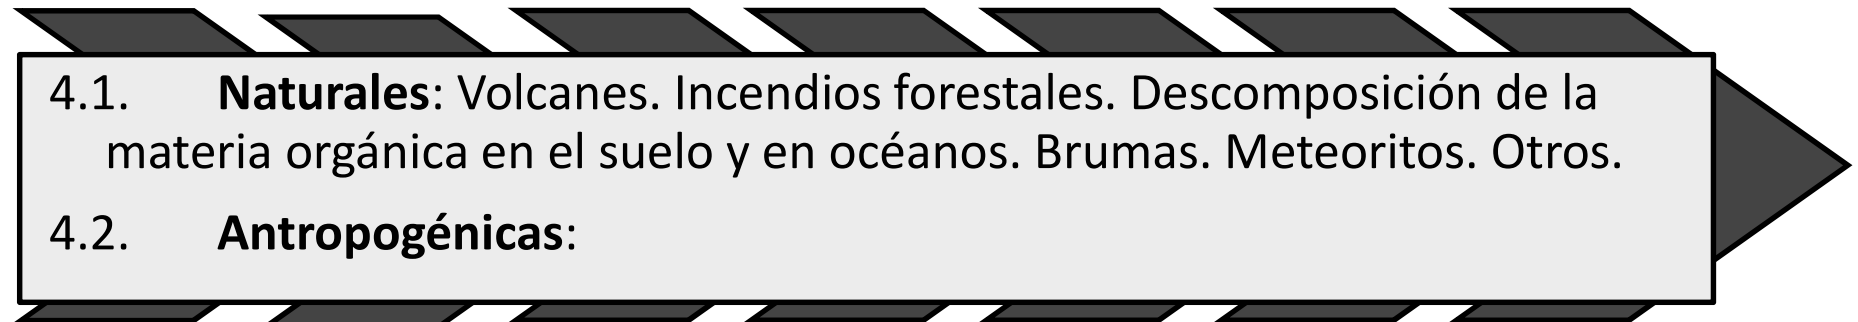 4.1. Naturales: Volcanes. Incendios forestales. Descomposición de la
materia orgánica en el suelo y en océanos. Brumas. Meteoritos. Otros.
4.2. Antropogénicas: